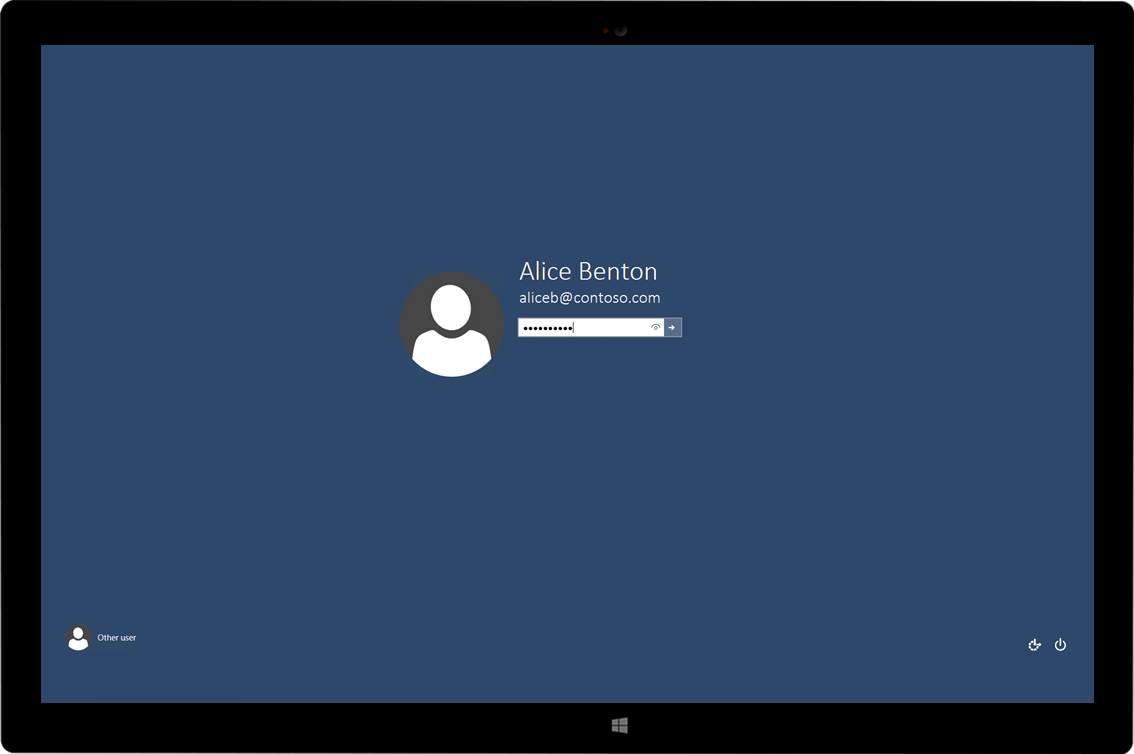 Alice Benton
aliceb@contoso.com
••••••••••
Other user